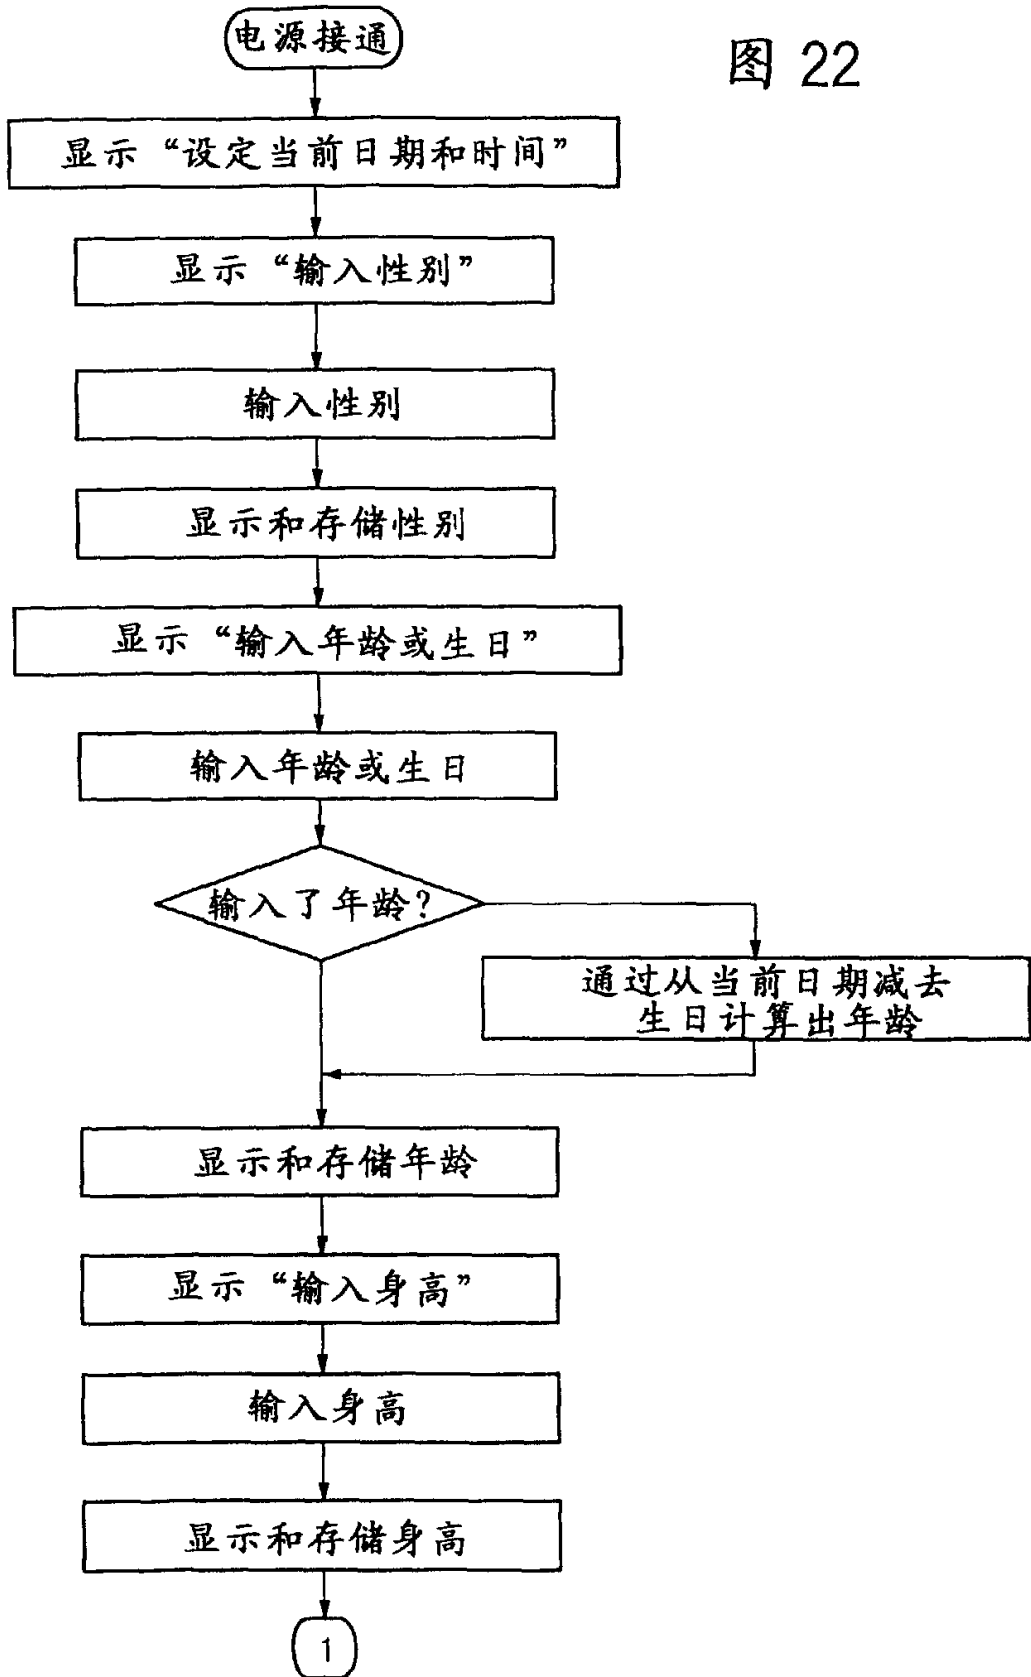 电源接通
图 22
显示“设定当前日期和时间”
显示“输入性别”
输入性别
显示和存储性别
显示“输入年龄或生日”
输入年龄或生日
输入了年龄?
通过从当前日期减去
生日计算出年龄
显示和存储年龄
显示“输入身高”
输入身高
显示和存储身高
1